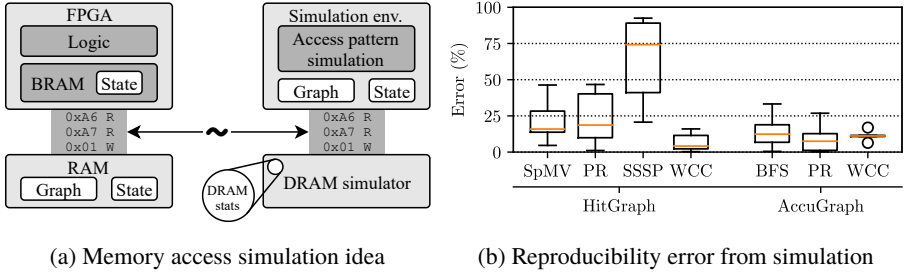 FPGA
Logic
BRAM
State
0xA6 R
0xA7 R
0x01 W
RAM
Graph
State
~
Simulation env.
Access pattern
simulation
Graph
State
0xA6 R
0xA7 R
0x01 W
DRAM simulator
DRAM
stats
(a) Memory access simulation idea
Error (%)
100
75
50
25
0
SpMV PR SSSP WCC BFS PR WCC
HitGraph AccuGraph
(b) Reproducibility error from simulation